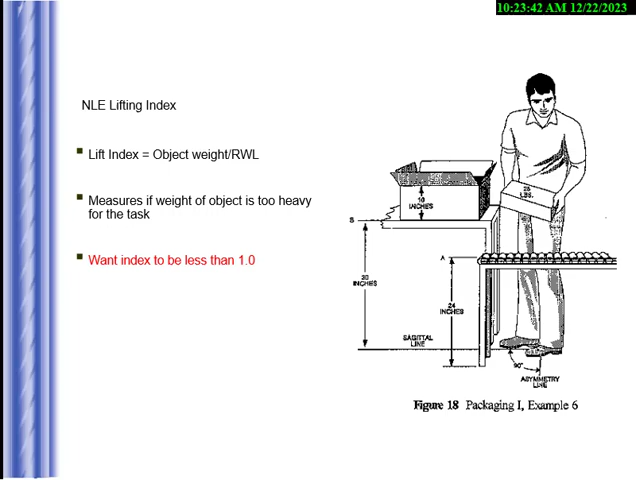 10:23:42 AM 12/22/2023
NLE Lifting Index
Lift Index = Object weight/RWL
Measures if weight of object is too heavy
for the task
Want index to be less than 1.0
25
LBS.
16
INCHES
B
A
30
INCHES
24
INCHES
SAGITTAL
LINE
90°
ASYMMETRY
LINE
Figure 18 Packaging I, Example 6